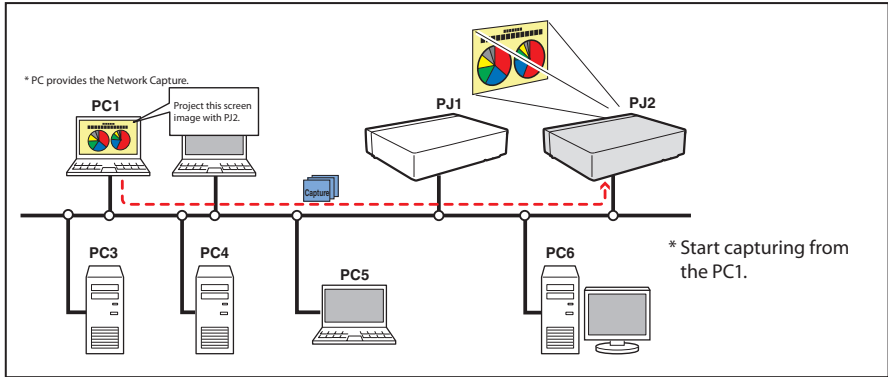 * PC provides the Network Capture.
PC1
Project this screen
image with PJ2.
PJ1
PJ2
Capture
PC3
PC4
PC5
PC6
* Start capturing from
the PC1.